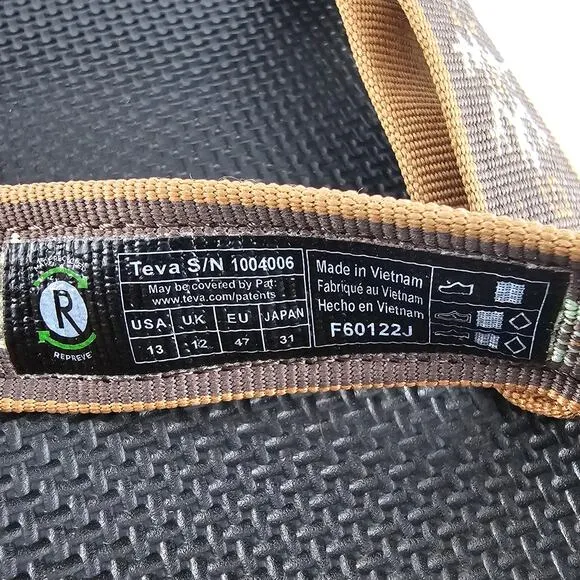 R
REPREVE
Teva S/N 1004006
May be covered by Pat:
www.teva.com/patents
USA U.K EU JAPAN
13 12 47 31
Made in Vietnam
Fabriqué au Vietnam
Hecho en Vietnam
F60122J